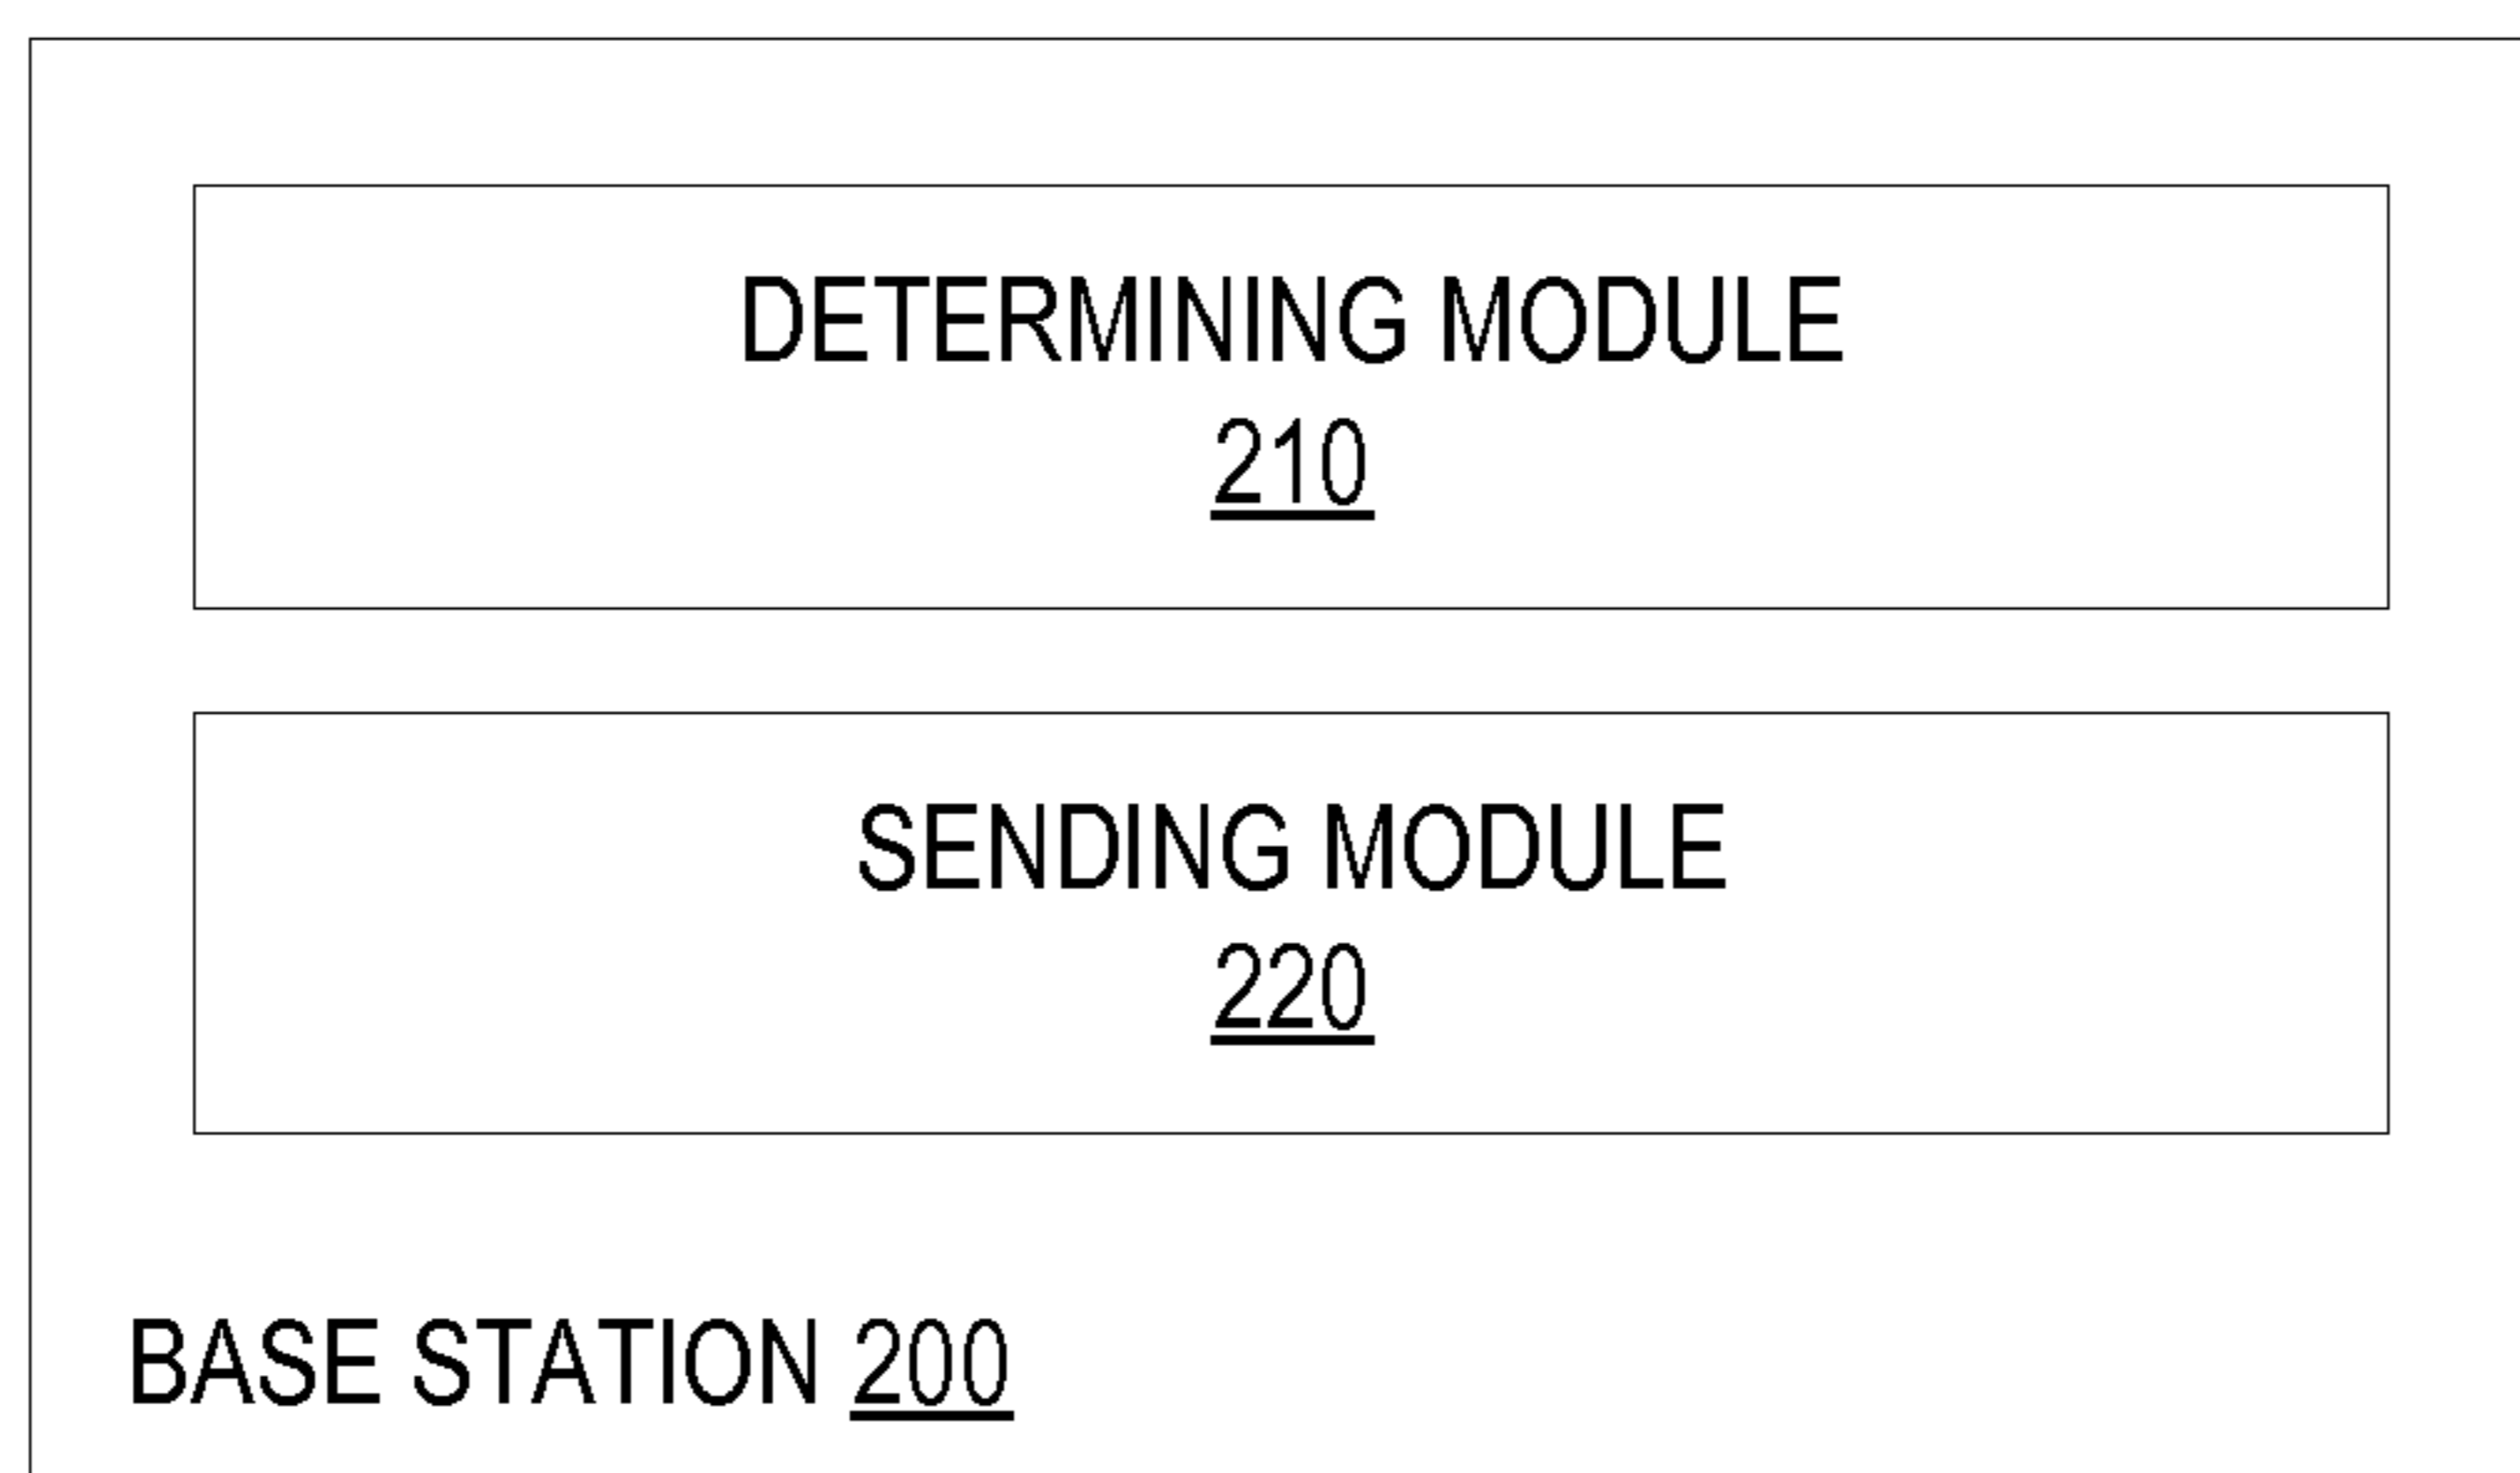 DETERMINING MODULE
210
SENDING MODULE
220
BASE STATION 200